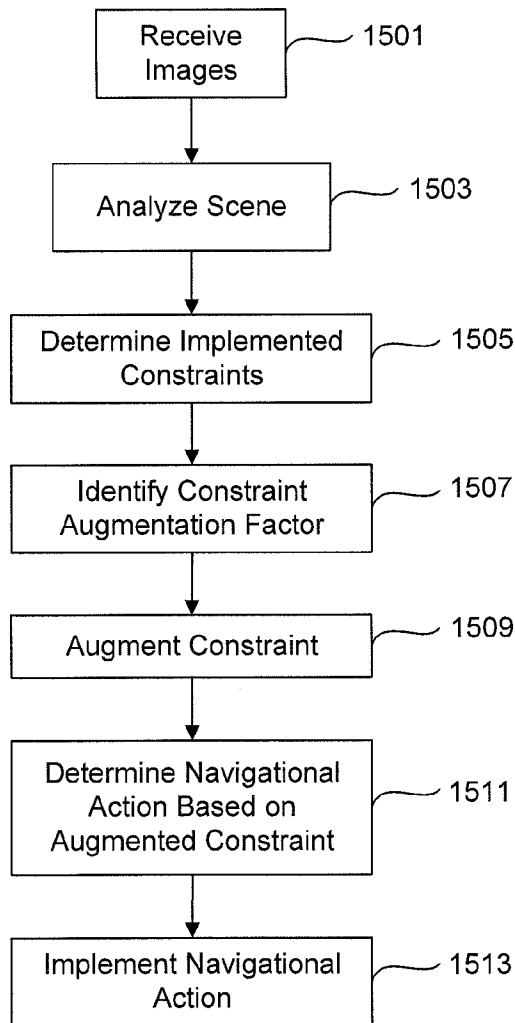 Receive
Images
1501
Analyze Scene
1503
Determine Implemented
Constraints
1505
Identify Constraint
Augmentation Factor
1507
Augment Constraint
1509
Determine Navigational
Action Based on
Augmented Constraint
1511
Implement Navigational
Action
1513